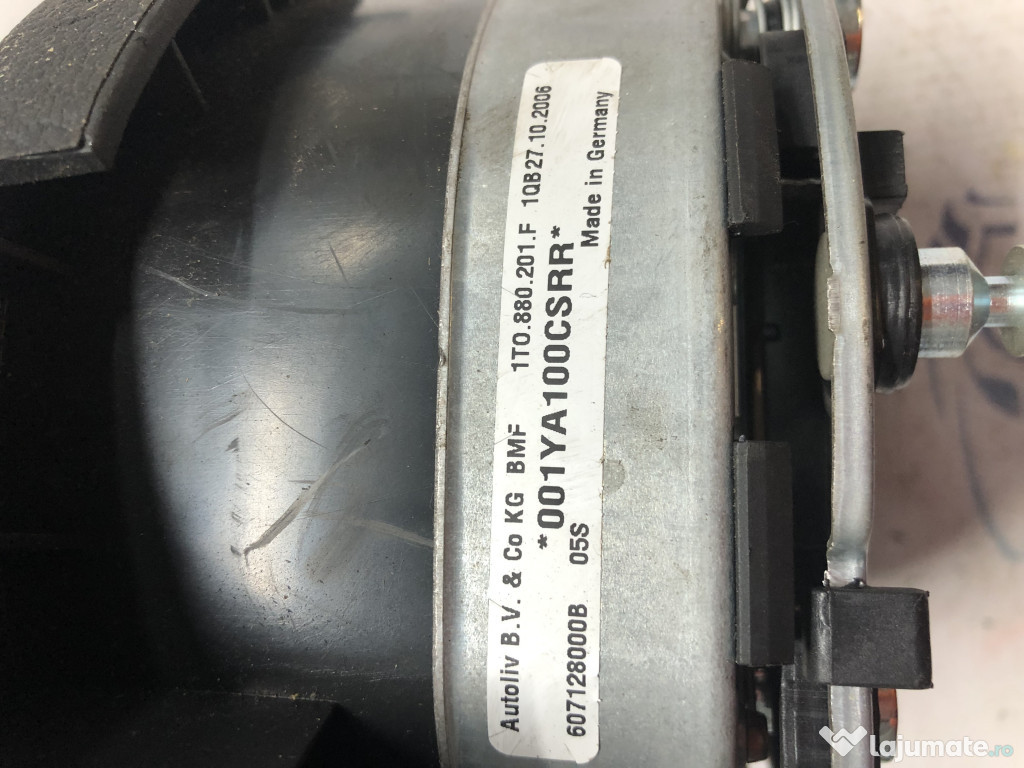 Autoliv B.V. & Co KG BMF 1T0.880.201.F 1QB27.10.2006
*001YA100CSRR*
607128000B 05S Made in Germany
lajumate.ro